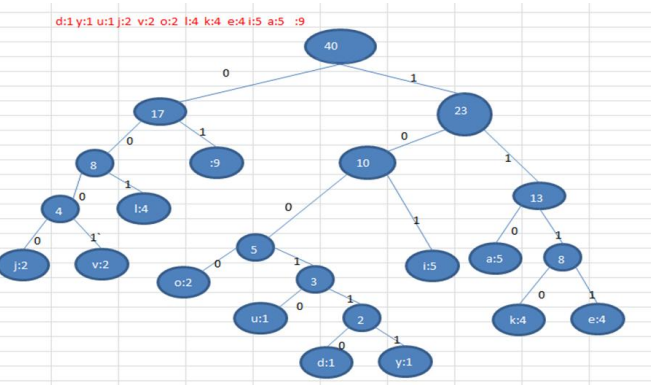 d:1 y:1 u:1 j:2 v:2 o:2 l:4 k:4 e:4 i:5 a:5 :9
40
0 1
17 23
0 1 0 1
8 :9 10 13
0 1 0 1 0 1
4 l:4 5 i:5 a:5 8
0 1` 0 1 0 1
j:2 v:2 o:2 3 k:4 e:4
0 1
u:1 2
0 1
d:1 y:1